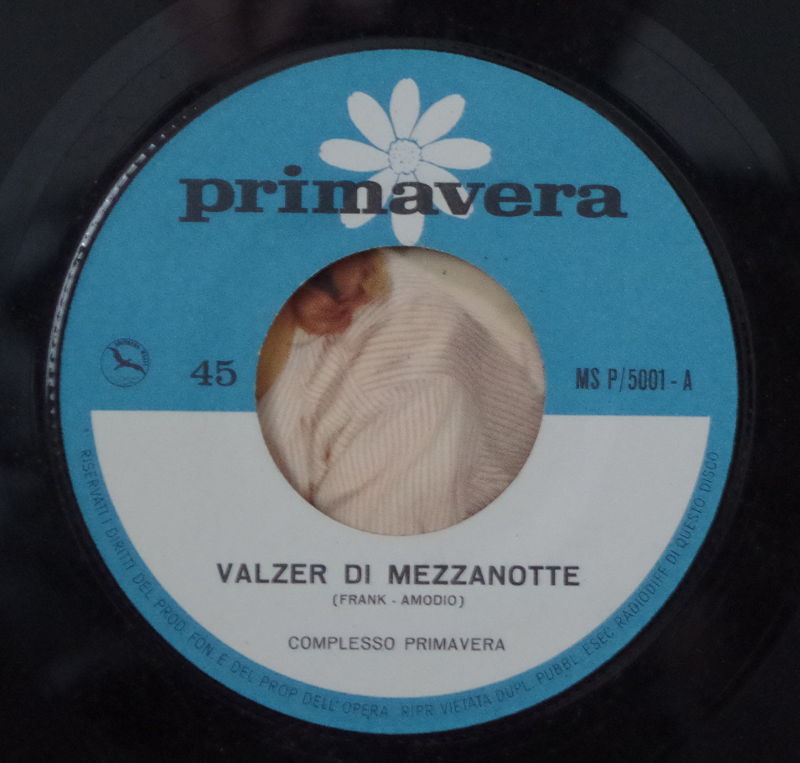 primavera
45
MS P/5001 - A
VALZER DI MEZZANOTTE
(FRANK - AMODIO)
COMPLESSO PRIMAVERA
RISERVATI I DIRITTI DEL PROD. FON. E DEL PROP. DELL'OPERA RIPR. VIETATA DUPL. PUBBL. ESEC. RADIODIFF. DI QUESTO DISCO